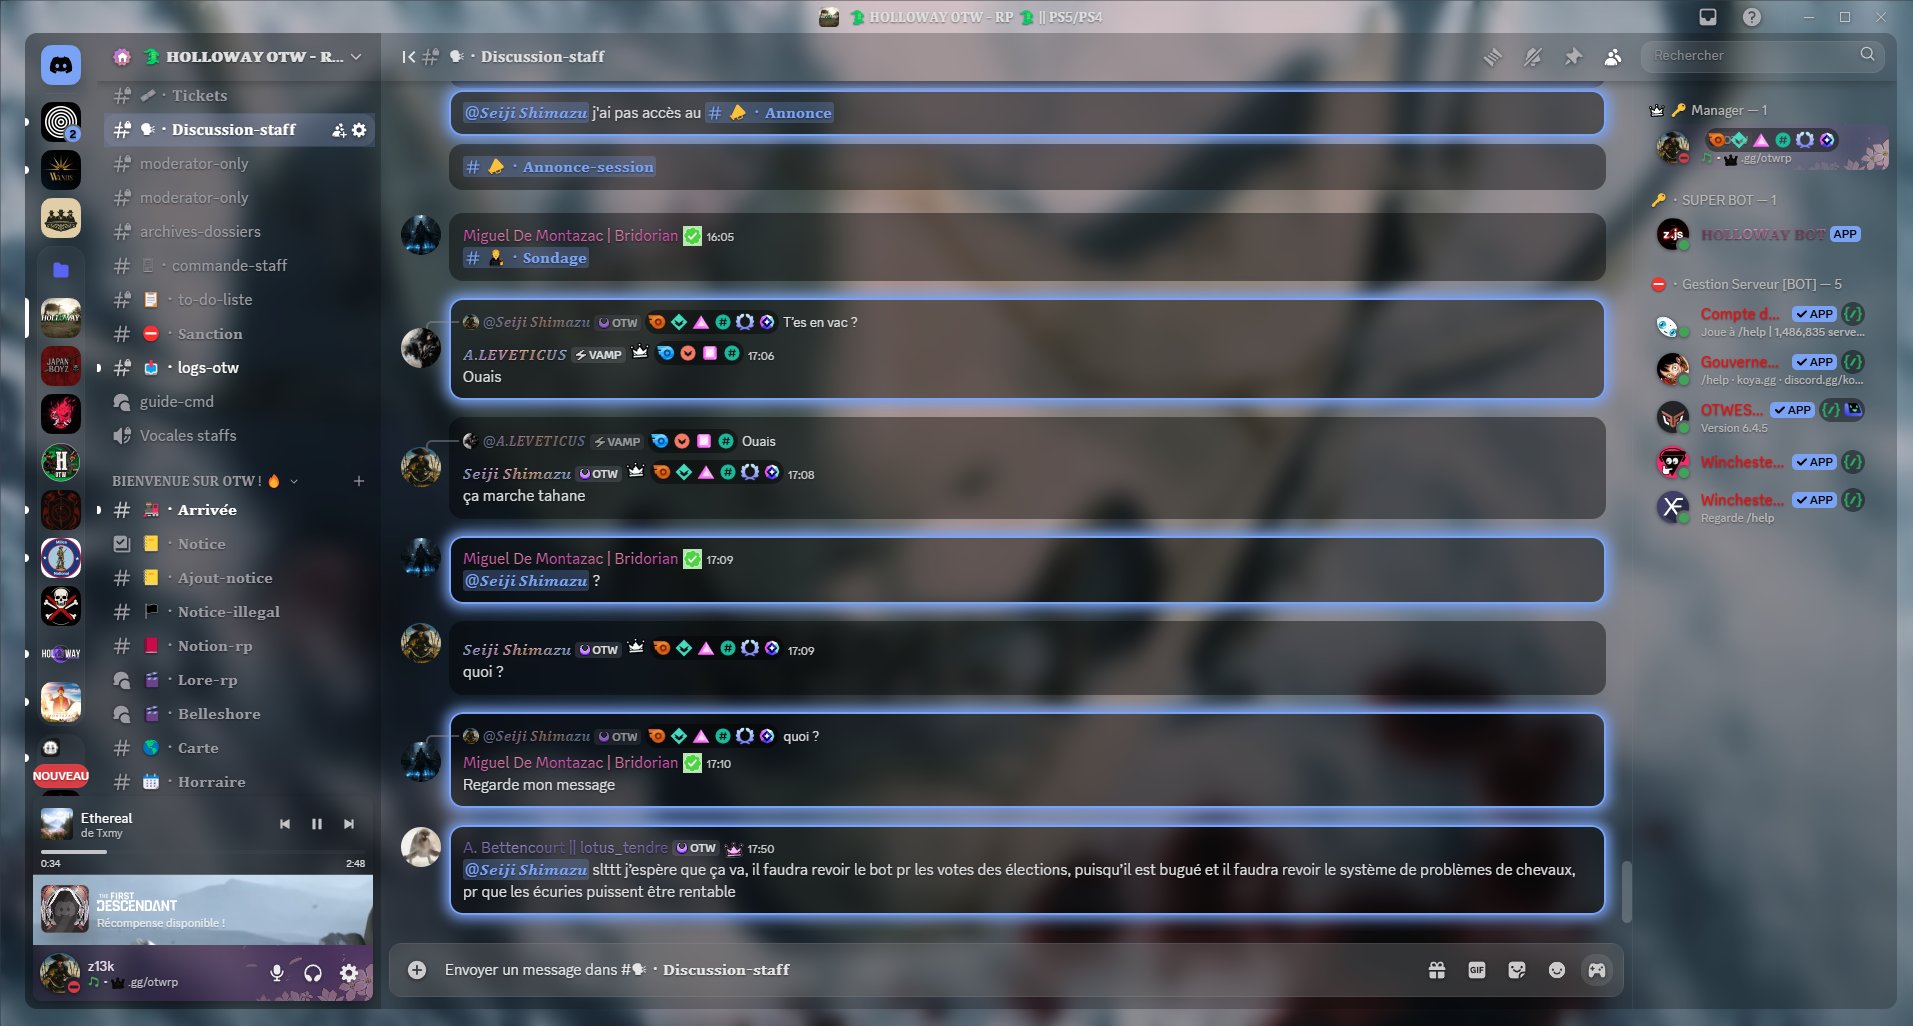 HOLLOWAY OTW - RP || PS5/PS4
HOLLOWAY OTW - R...
· Tickets
· Discussion-staff
moderator-only
moderator-only
archives-dossiers
· commande-staff
· to-do-liste
· Sanction
· logs-otw
guide-cmd
Vocales staffs
BIENVENUE SUR OTW !
· Arrivée
· Notice
· Ajout-notice
· Notice-illegal
· Notion-rp
· Lore-rp
· Belleshore
· Carte
· Horraire
2
HOLLOWAY
JAPAN BOYZ
H
OTW
NOUVEAU
Ethereal
de Txmy
0:34 2:48
THE FIRST
DESCENDANT
Récompense disponible !
z13k
· .gg/otwrp
· Discussion-staff
Rechercher
@Seiji Shimazu j'ai pas accès au # · Annonce
# · Annonce-session
Miguel De Montazac | Bridorian 16:05
# · Sondage
@Seiji Shimazu OTW T'es en vac ?
A.LEVETICUS VAMP 17:06
Ouais
@A.LEVETICUS VAMP Ouais
Seiji Shimazu OTW 17:08
ça marche tahane
Miguel De Montazac | Bridorian 17:09
@Seiji Shimazu ?
Seiji Shimazu OTW 17:09
quoi ?
@Seiji Shimazu OTW quoi ?
Miguel De Montazac | Bridorian 17:10
Regarde mon message
A. Bettencourt || lotus_tendre OTW 17:50
@Seiji Shimazu slttt j'espère que ça va, il faudra revoir le bot pr les votes des élections, puisqu'il est bugué et il faudra revoir le système de problèmes de chevaux,
pr que les écuries puissent être rentable
Envoyer un message dans # · Discussion-staff
GIF
Manager — 1
· .gg/otwrp
· SUPER BOT — 1
z.js
HOLLOWAY BOT APP
· Gestion Serveur [BOT] — 5
Compte d... APP
Joue à /help | 1,486,835 serve...
Gouverne... APP
/help · koya.gg · discord.gg/ko...
OTWES... APP
Version 6.4.5
Wincheste... APP
Wincheste... APP
Regarde /help